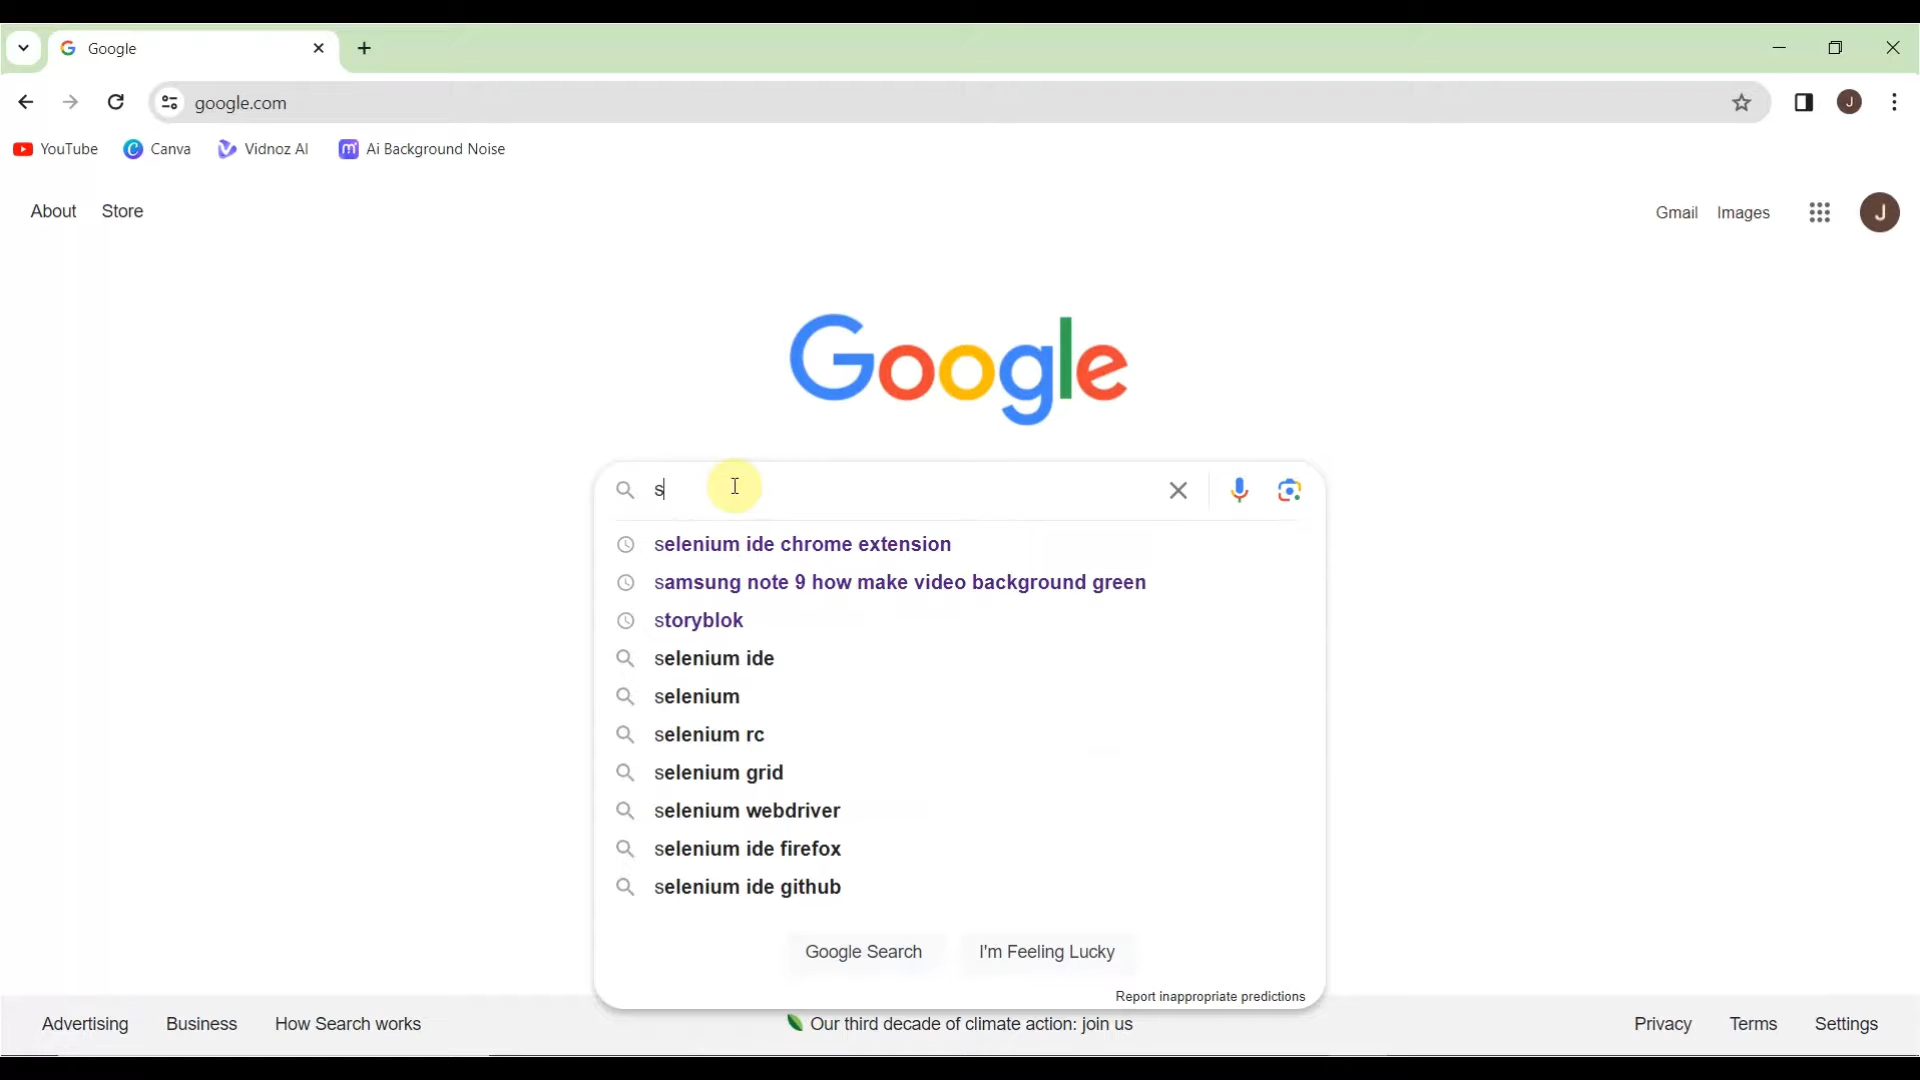 Google
google.com
J
YouTube
Canva
Vidnoz AI
m
Ai Background Noise
About Store
Gmail Images
J
Google
s
selenium ide chrome extension
samsung note 9 how make video background green
storyblok
selenium ide
selenium
selenium rc
selenium grid
selenium webdriver
selenium ide firefox
selenium ide github
Google Search I'm Feeling Lucky
Report inappropriate predictions
Advertising Business How Search works
Our third decade of climate action: join us
Privacy Terms Settings